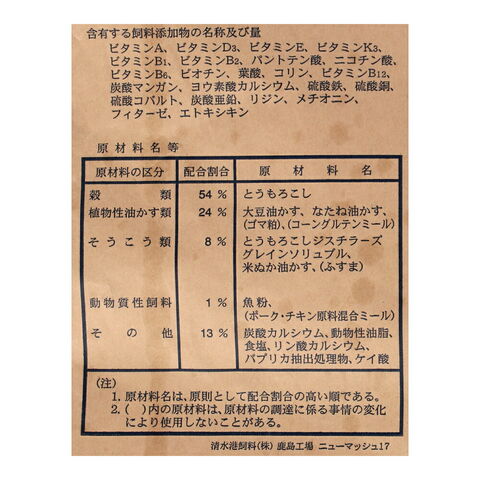 含有する飼料添加物の名称及び量
ビタミンA、ビタミンD3、ビタミンE、ビタミンK3、
ビタミンB1、ビタミンB2、パントテン酸、ニコチン酸、
ビタミンB6、ビオチン、葉酸、コリン、ビタミンB12、
炭酸マンガン、ヨウ素酸カルシウム、硫酸鉄、硫酸銅、
硫酸コバルト、炭酸亜鉛、リジン、メチオニン、
フィターゼ、エトキシキン
原材料名等
原材料の区分 配合割合 原材料名
穀類 54% とうもろこし
植物性油かす類 24% 大豆油かす、なたね油かす、
(ゴマ粕)、(コーングルテンミール)
そうこう類 8% とうもろこしジスチラーズ
グレインソリュブル、
米ぬか油かす、(ふすま)
動物質性飼料 1% 魚粉、
(ポーク・チキン原料混合ミール)
その他 13% 炭酸カルシウム、動物性油脂、
食塩、リン酸カルシウム、
パプリカ抽出処理物、ケイ酸
(注)
1. 原材料名は、原則として配合割合の高い順である。
2. ( )内の原材料は、原材料の調達に係る事情の変化
により使用しないことがある。
清水港飼料(株) 鹿島工場 ニューマッシュ17